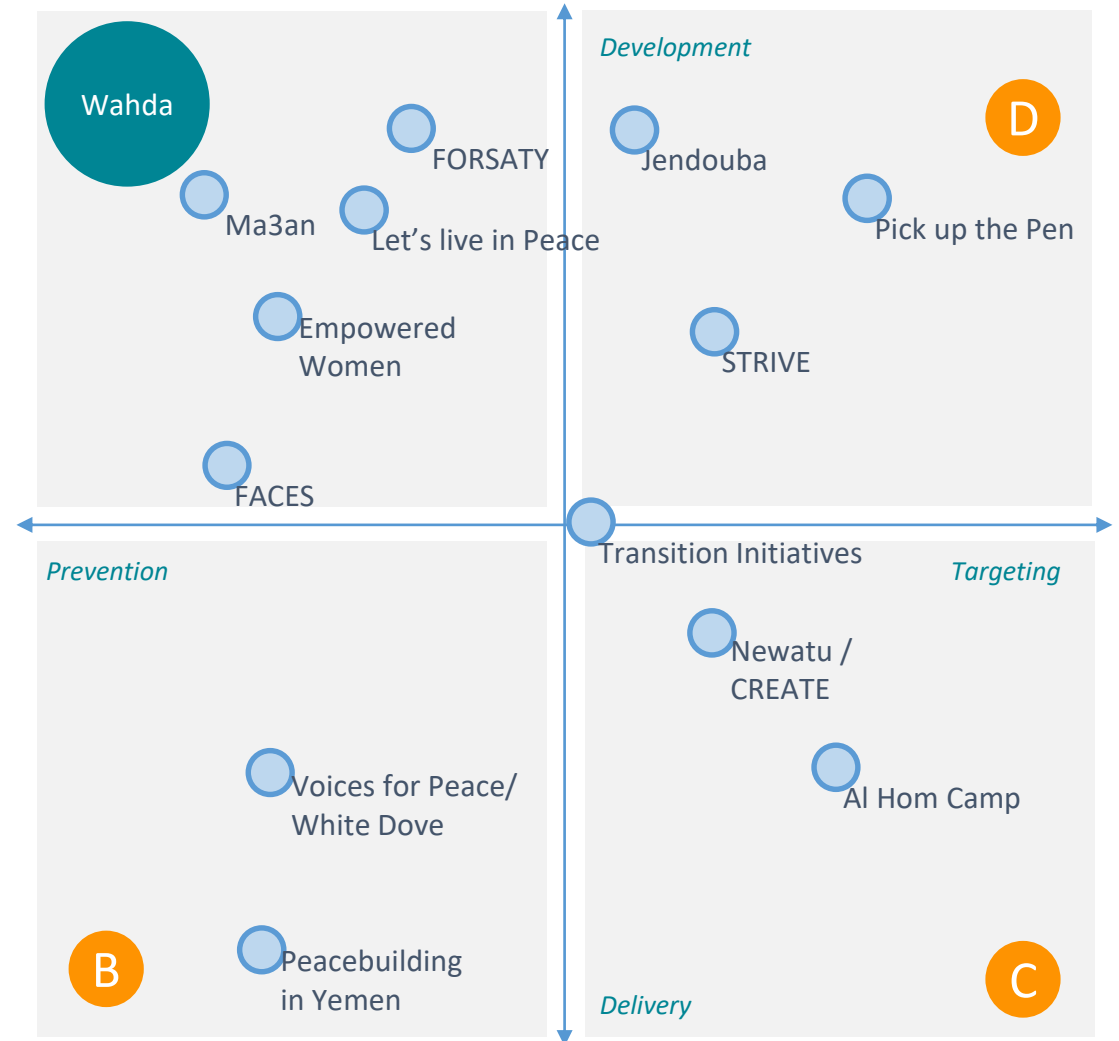 Development
Wahda
D
FORSATY
Jendouba
Ma3an
Let’s live in Peace
Pick up the Pen
Empowered
Women
STRIVE
FACES
Transition Initiatives
Prevention
Targeting
Newatu /
CREATE
Voices for Peace/
White Dove
Al Hom Camp
B
Peacebuilding
in Yemen
C
Delivery